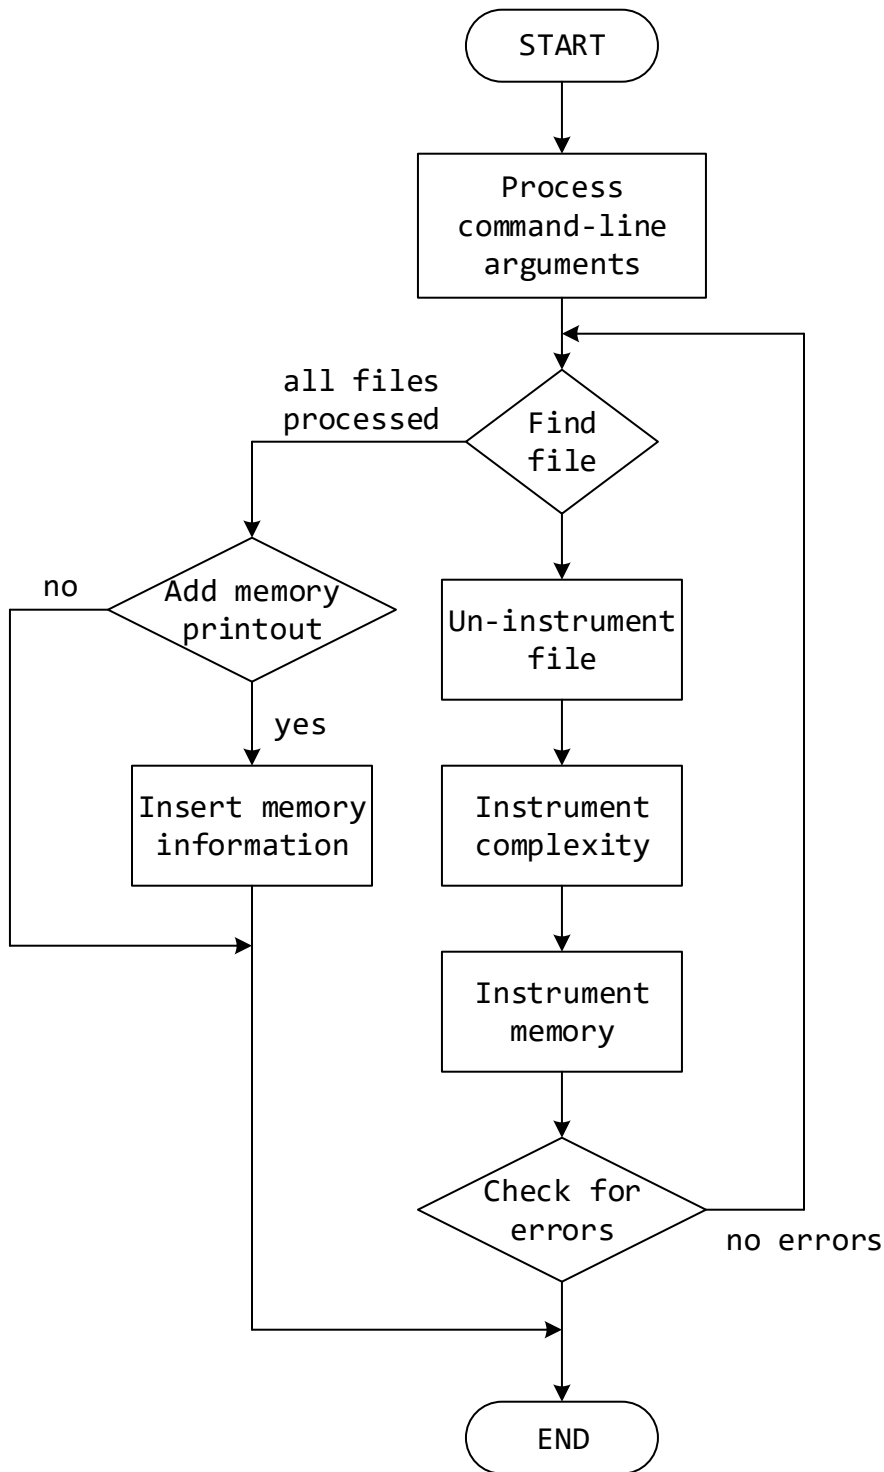 START
Process
command-line
arguments
all files
processed
Find
file
no
Add memory
printout
Un-instrument
file
yes
Insert memory
information
Instrument
complexity
Instrument
memory
Check for
errors
no errors
END